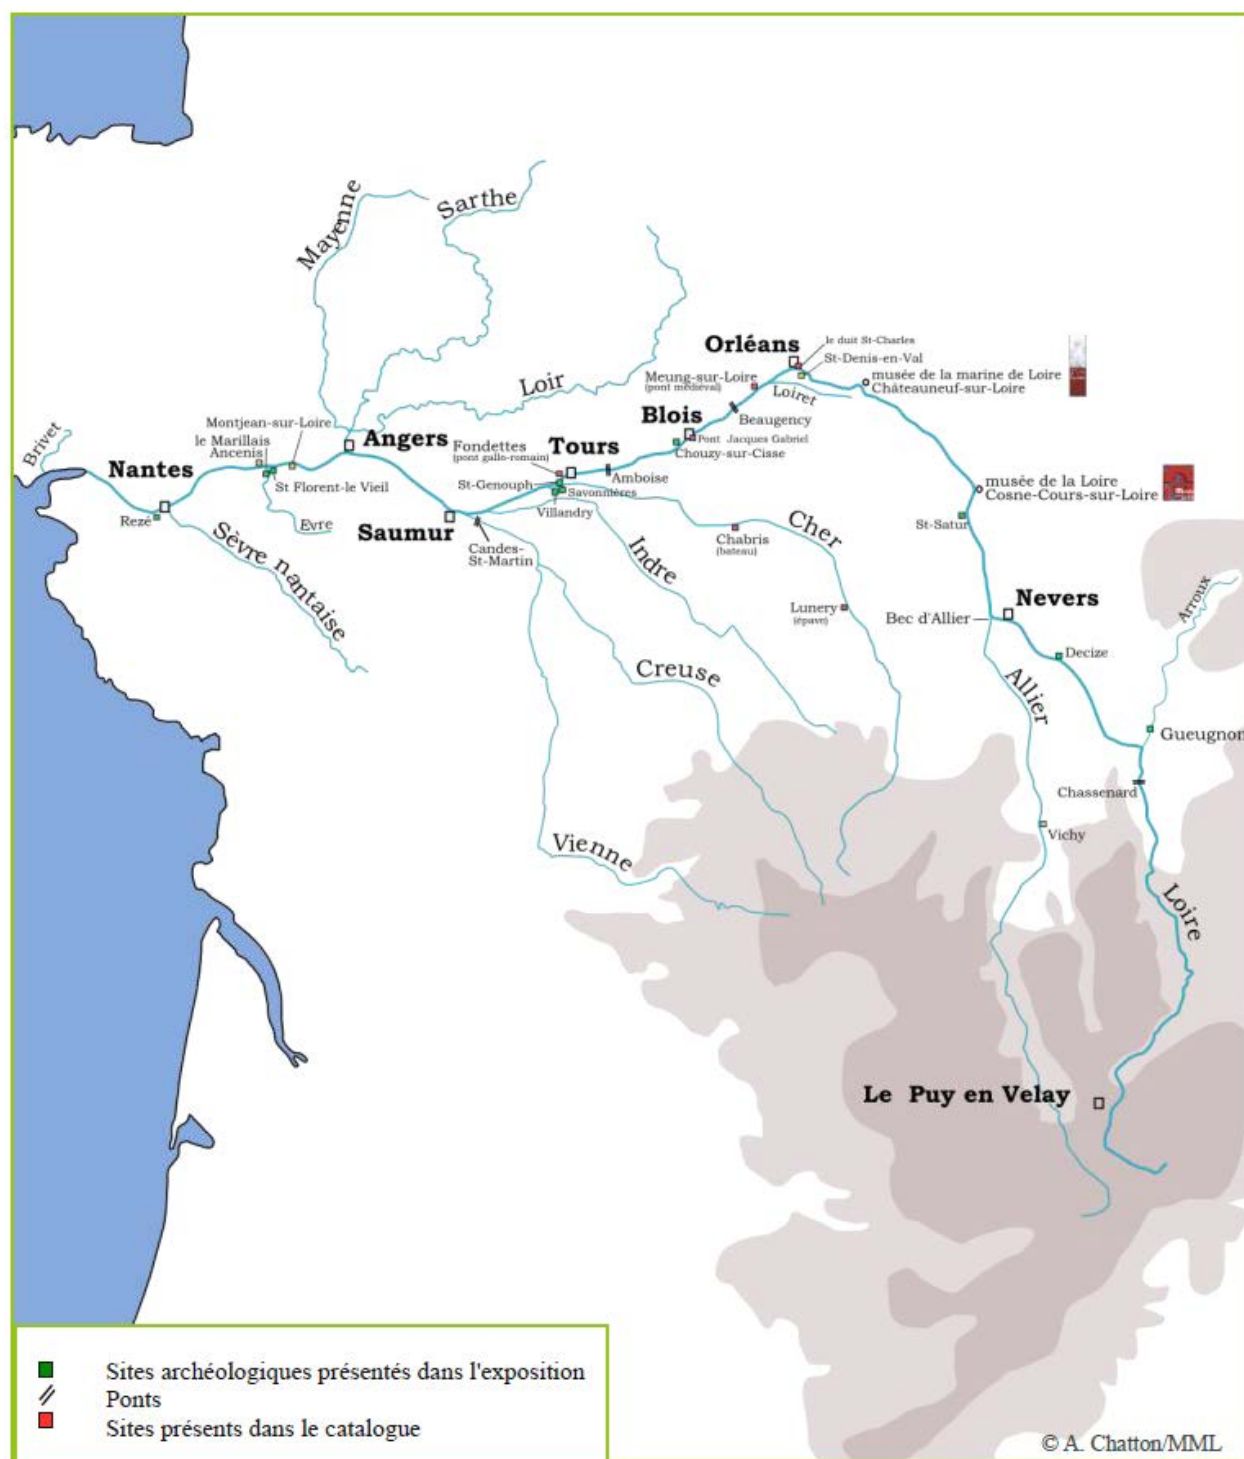 Mayenne
Sarthe
Loir
Orléans
le duit St-Charles
St-Denis-en-Val
musée de la marine de Loire
Châteauneuf-sur-Loire
Meung-sur-Loire
(pont médiéval)
Loiret
Beaugency
Blois
Pont Jacques Gabriel
Chouzy-sur-Cisse
Montjean-sur-Loire
le Marillais
Ancenis
Angers
Brivet
Nantes
Rezé
St Florent-le Vieil
Evre
Sèvre nantaise
Fondettes
(pont gallo-romain)
Tours
Amboise
St-Genouph
Savonnières
Villandry
Saumur
Candes-
St-Martin
Indre
Cher
Chabris
(bateau)
Lunery
(épave)
musée de la Loire
Cosne-Cours-sur-Loire
St-Satur
Nevers
Bec d'Allier
Decize
Arroux
Gueugnon
Chassenard
Allier
Vichy
Creuse
Vienne
Loire
Le Puy en Velay
Sites archéologiques présentés dans l'exposition
Ponts
Sites présents dans le catalogue
© A. Chatton/MML